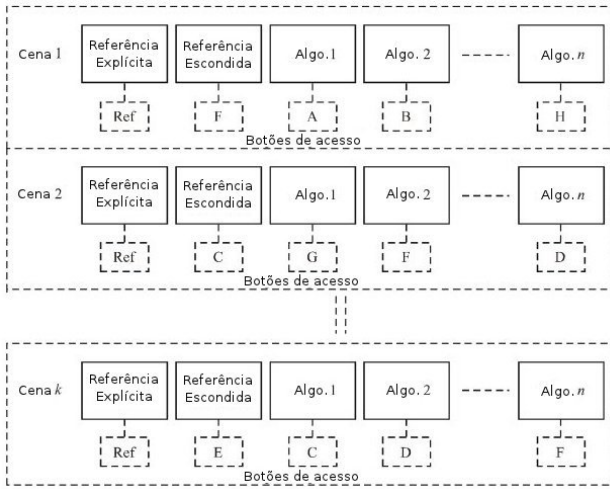 Cena 1
Referência Explícita
Referência Escondida
Algo. 1
Algo. 2
Algo. n
Ref
F
A
B
H
Botões de acesso
Cena 2
Referência Explícita
Referência Escondida
Algo. 1
Algo. 2
Algo. n
Ref
C
G
F
D
Botões de acesso
Cena k
Referência Explícita
Referência Escondida
Algo. 1
Algo. 2
Algo. n
Ref
E
C
D
F
Botões de acesso